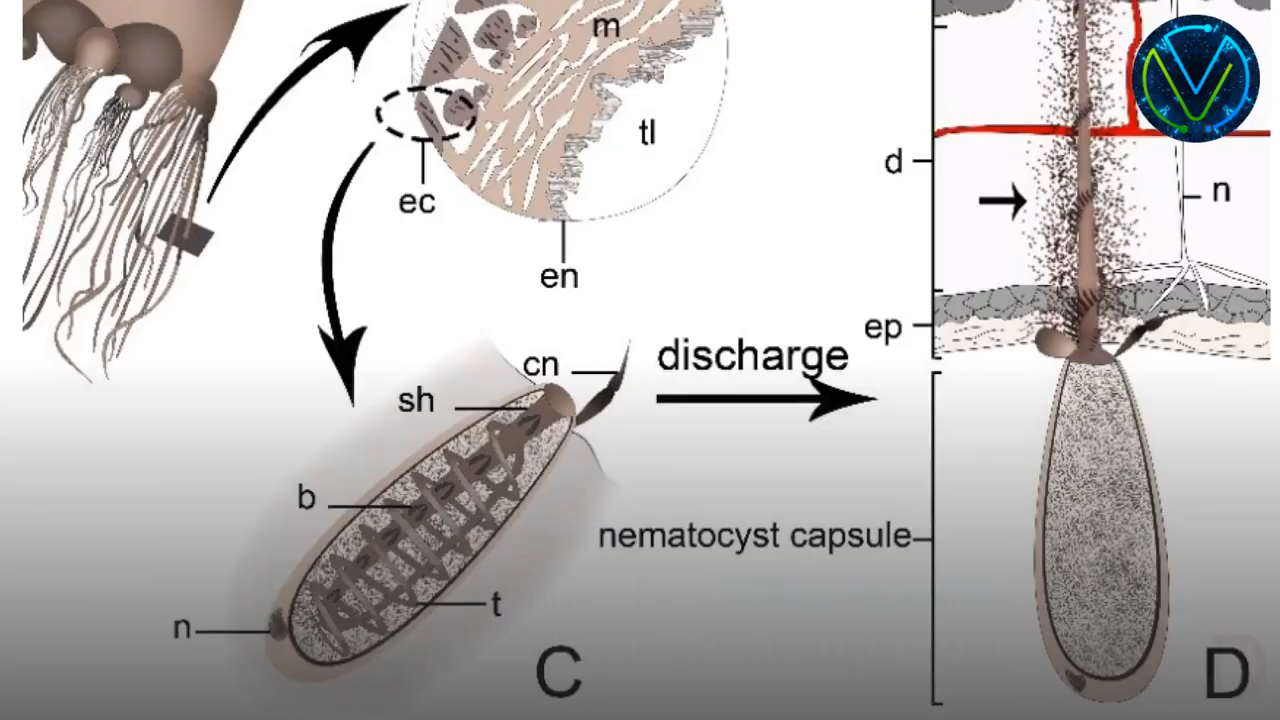 m
tl
ec
en
d
n
ep
cn
discharge
sh
b
nematocyst capsule
t
n
C
D